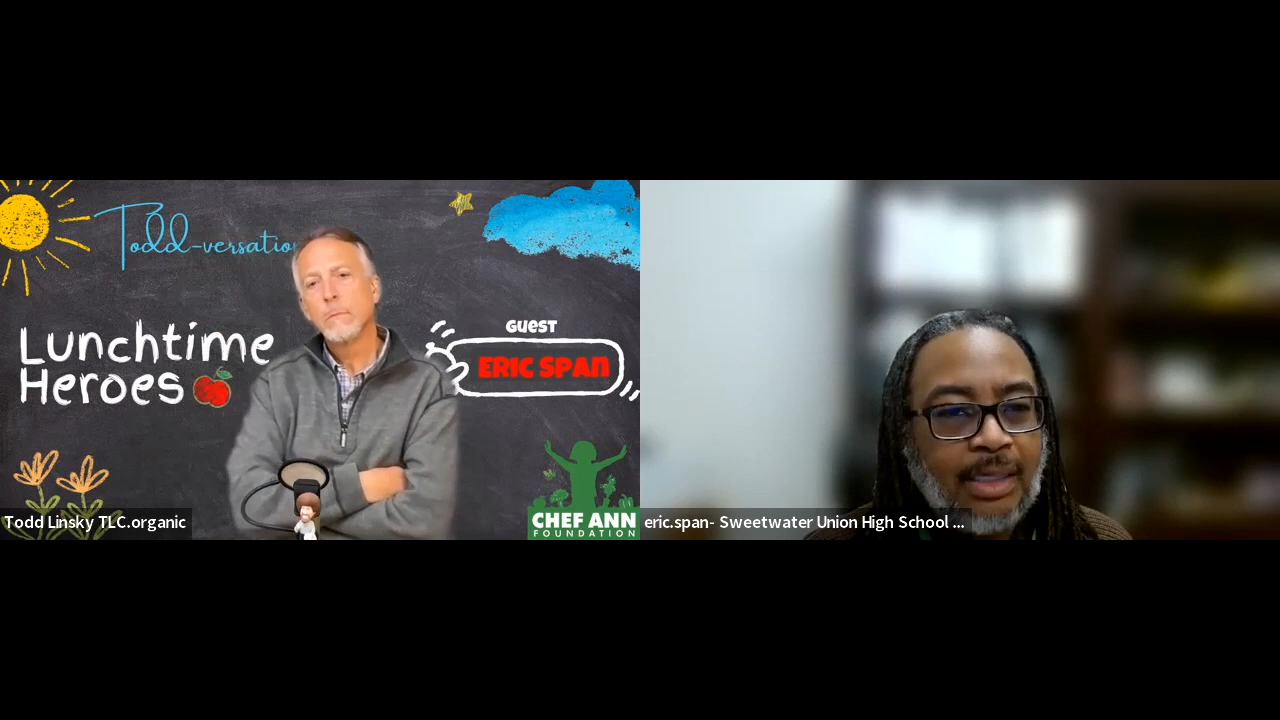 Todd-versatio
Lunchtime
Heroes
Guest
Eric Span
CHEF ANN
FOUNDATION
Todd Linsky TLC.organic
eric.span- Sweetwater Union High School ...